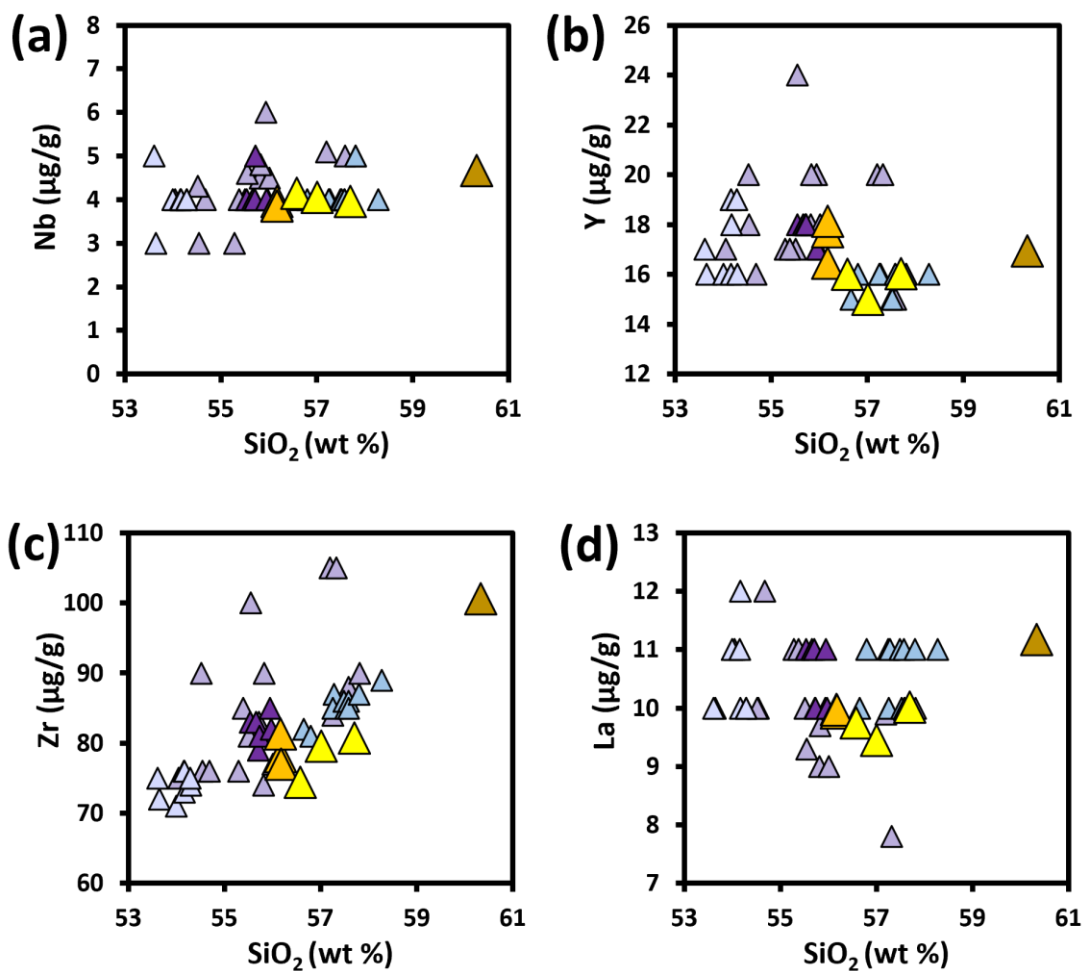 (a)
Nb (µg/g)
8
7
6
5
4
3
2
1
0
53 55 57 59 61
SiO₂ (wt %)
(b)
Y (µg/g)
26
24
22
20
18
16
14
12
53 55 57 59 61
SiO₂ (wt %)
(c)
Zr (µg/g)
110
100
90
80
70
60
53 55 57 59 61
SiO₂ (wt %)
(d)
La (µg/g)
13
12
11
10
9
8
7
53 55 57 59 61
SiO₂ (wt %)